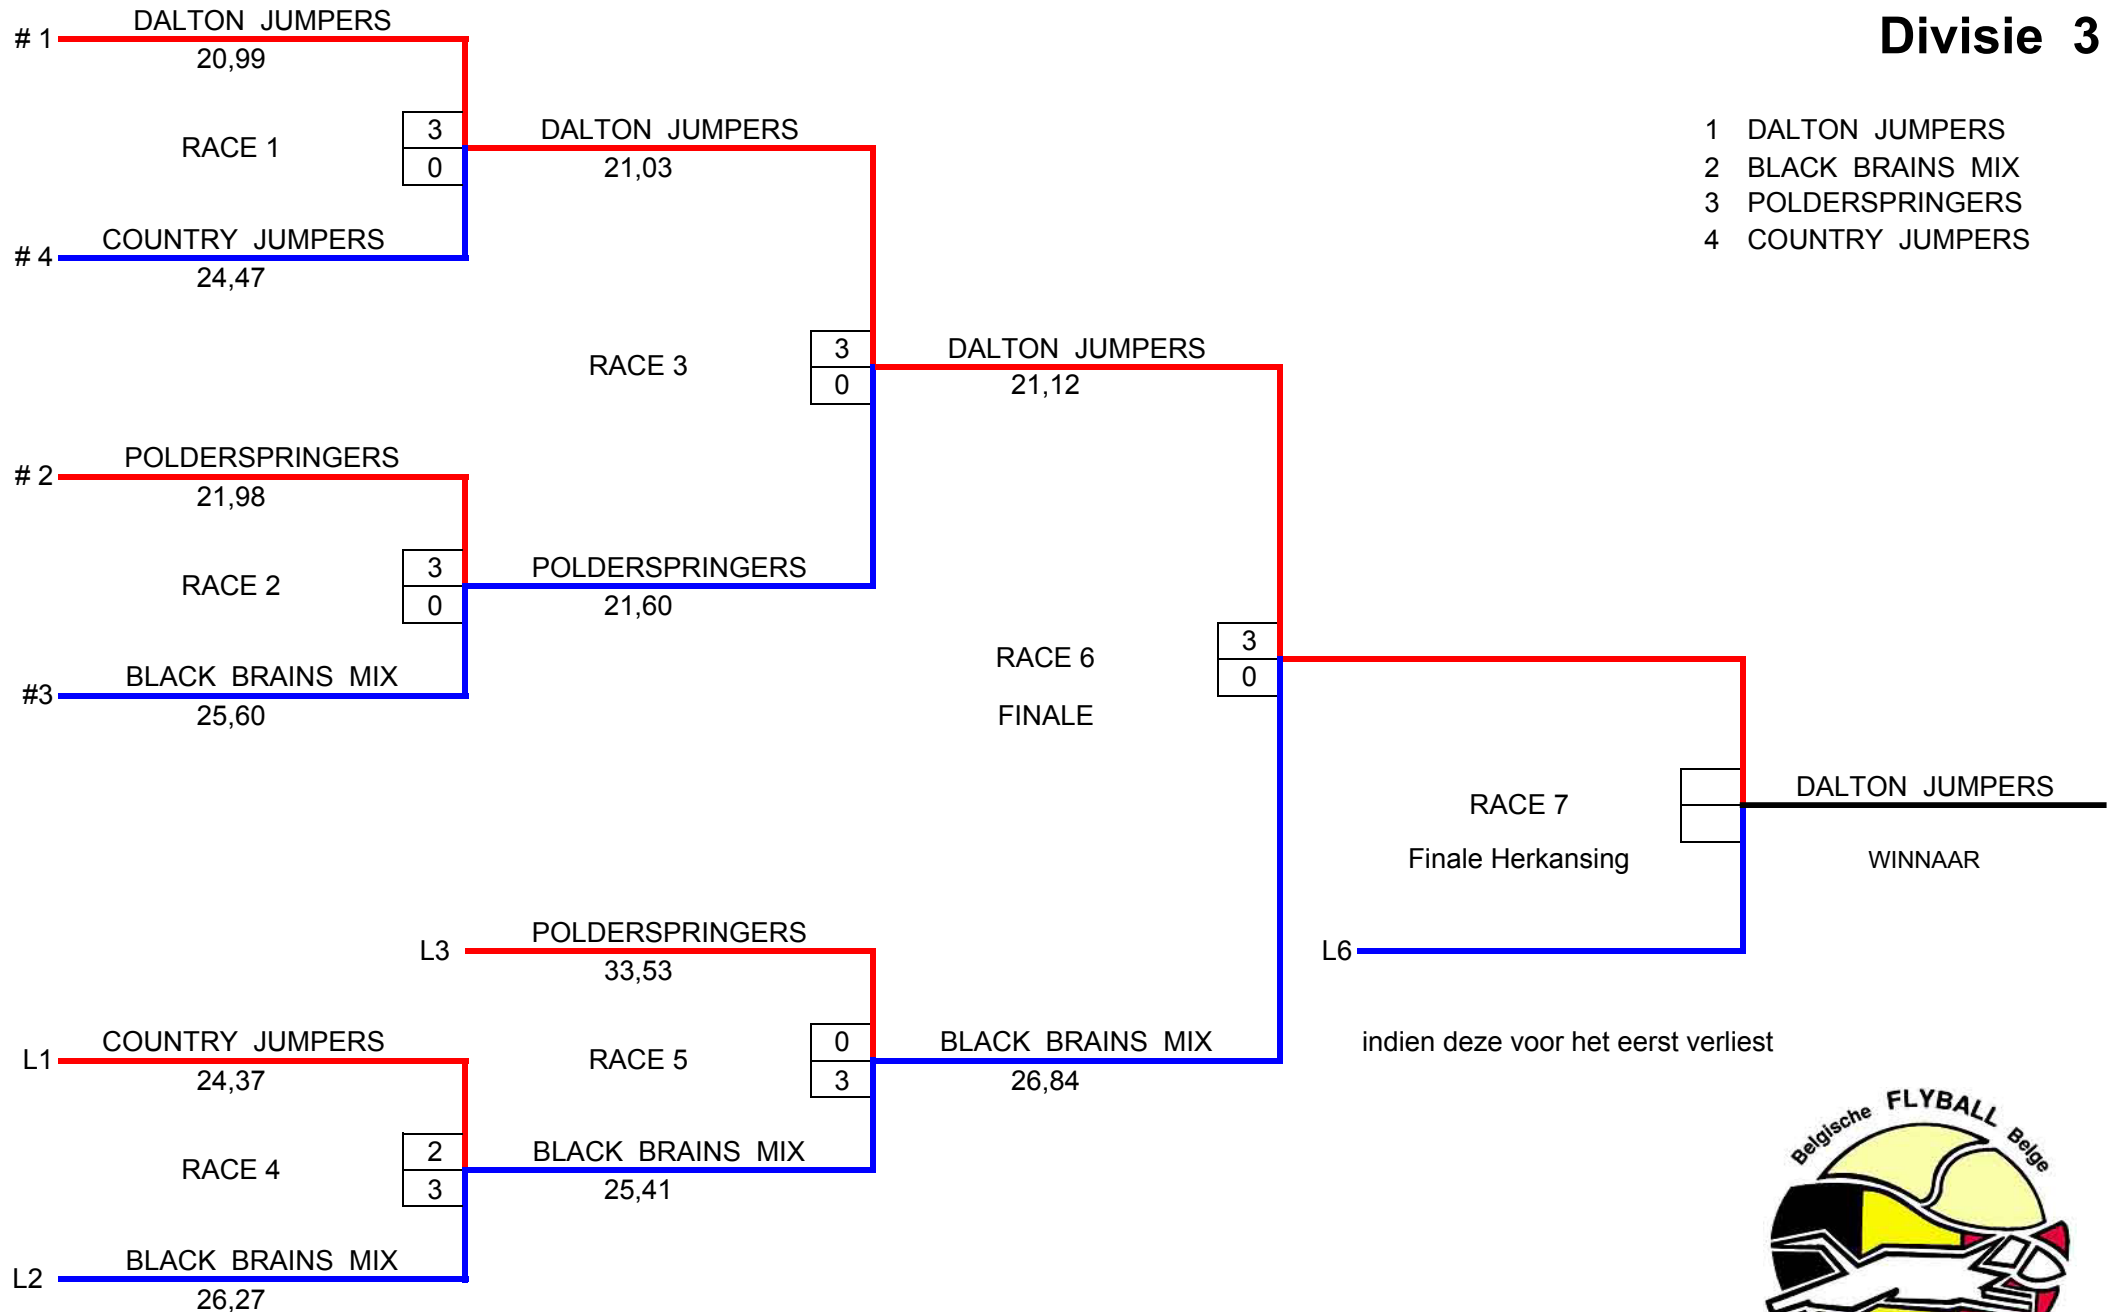 Divisie 3
# 1
DALTON JUMPERS
20,99
RACE 1
3
0
# 4
COUNTRY JUMPERS
24,47
DALTON JUMPERS
21,03
1 DALTON JUMPERS
2 BLACK BRAINS MIX
3 POLDERSPRINGERS
4 COUNTRY JUMPERS
RACE 3
3
0
DALTON JUMPERS
21,12
# 2
POLDERSPRINGERS
21,98
RACE 2
3
0
#3
BLACK BRAINS MIX
25,60
POLDERSPRINGERS
21,60
RACE 6
FINALE
3
0
RACE 7
Finale Herkansing
DALTON JUMPERS
WINNAAR
L3
POLDERSPRINGERS
33,53
L6
RACE 5
0
3
BLACK BRAINS MIX
26,84
indien deze voor het eerst verliest
L1
COUNTRY JUMPERS
24,37
RACE 4
2
3
BLACK BRAINS MIX
25,41
L2
BLACK BRAINS MIX
26,27
Belgische FLYBALL Belge